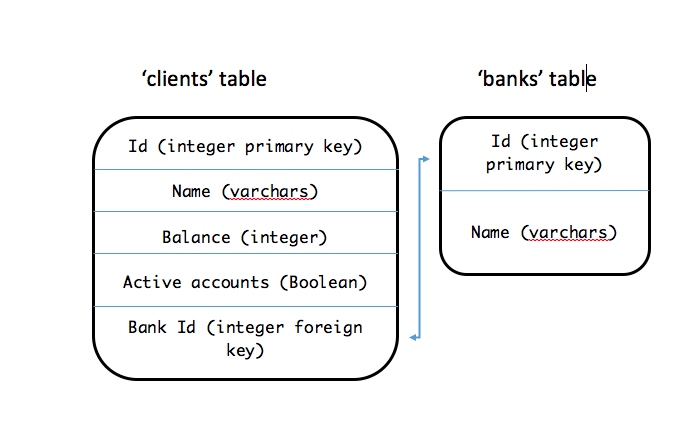 ‘clients’ table
Id (integer primary key)
Name (varchars)
Balance (integer)
Active accounts (Boolean)
Bank Id (integer foreign
key)
‘banks’ table
Id (integer
primary key)
Name (varchars)